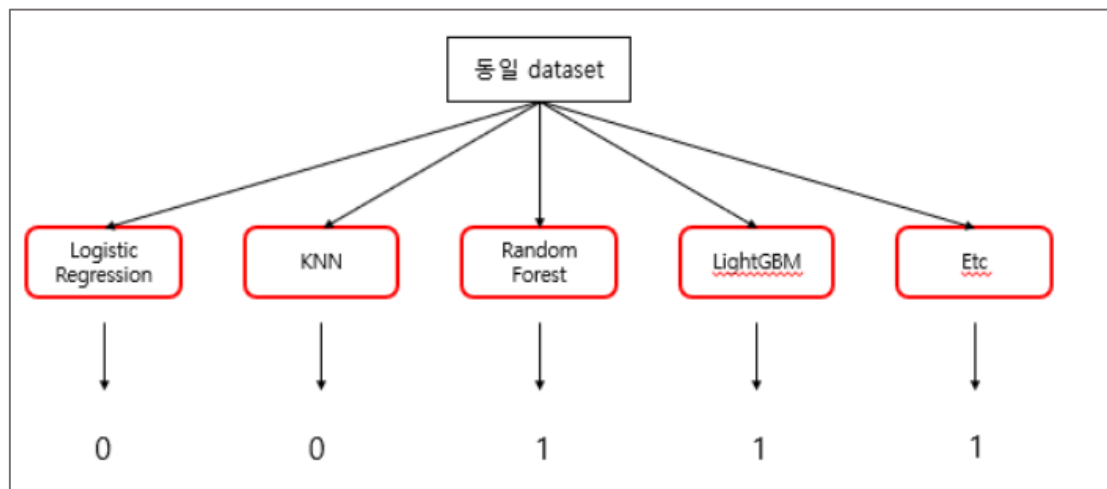 동일 dataset
Logistic
Regression
KNN
Random
Forest
LightGBM
Etc
0
0
1
1
1